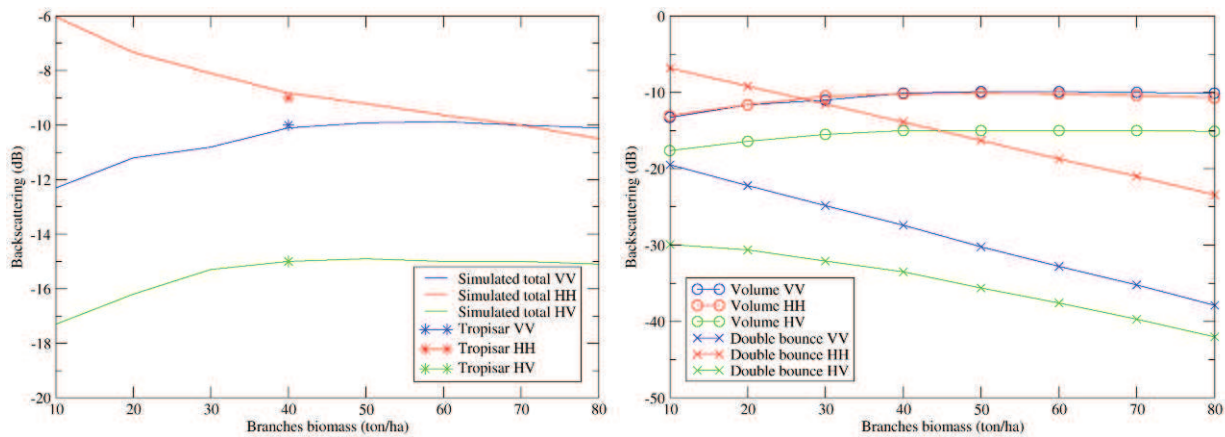 -6
-8
-10
-12
-14
-16
-18
-20
Backscattering (dB)
Simulated total VV
Simulated total HH
Simulated total HV
Tropisar VV
Tropisar HH
Tropisar HV
10 20 30 40 50 60 70 80
Branches biomass (ton/ha)
0
-10
-20
-30
-40
-50
Backscattering (dB)
Volume VV
Volume HH
Volume HV
Double bounce VV
Double bounce HH
Double bounce HV
10 20 30 40 50 60 70 80
Branches biomass (ton/ha)